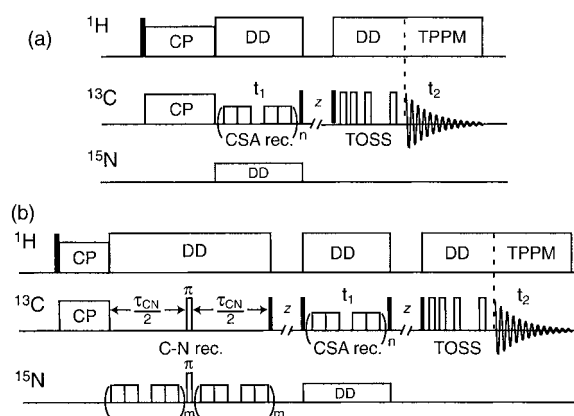 (a)
¹H
CP DD DD TPPM
¹³C
CP t₁ z t₂
(CSA rec.)n TOSS
¹⁵N
DD
(b)
¹H
CP DD DD DD TPPM
¹³C
CP τCN/2 π τCN/2 z t₁ z t₂
C-N rec. (CSA rec.)n TOSS
¹⁵N
( )m π ( )m DD